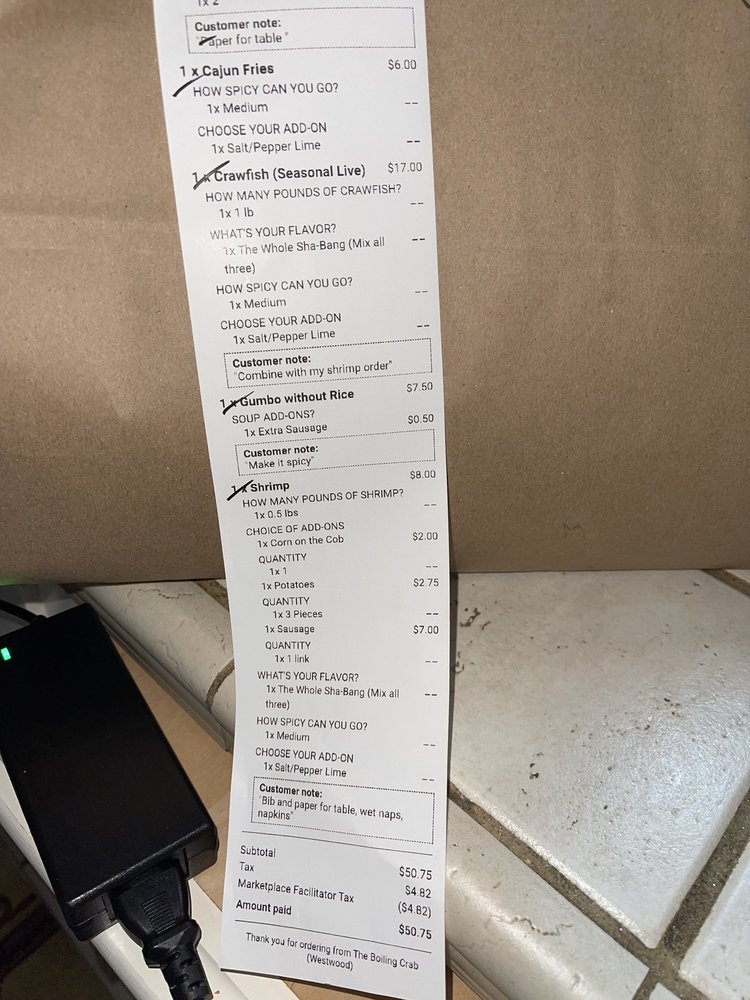 1x 2
Customer note:
"Paper for table "
1 x Cajun Fries $6.00
HOW SPICY CAN YOU GO?
1x Medium --
CHOOSE YOUR ADD-ON
1x Salt/Pepper Lime --
1 x Crawfish (Seasonal Live) $17.00
HOW MANY POUNDS OF CRAWFISH?
1x 1 lb --
WHAT'S YOUR FLAVOR?
1x The Whole Sha-Bang (Mix all --
three)
HOW SPICY CAN YOU GO?
1x Medium --
CHOOSE YOUR ADD-ON
1x Salt/Pepper Lime --
Customer note:
"Combine with my shrimp order"
1 x Gumbo without Rice $7.50
SOUP ADD-ONS?
1x Extra Sausage $0.50
Customer note:
"Make it spicy"
1 x Shrimp $8.00
HOW MANY POUNDS OF SHRIMP?
1x 0.5 lbs --
CHOICE OF ADD-ONS
1x Corn on the Cob $2.00
QUANTITY
1x 1 --
1x Potatoes $2.75
QUANTITY
1x 3 Pieces --
1x Sausage $7.00
QUANTITY
1x 1 link --
WHAT'S YOUR FLAVOR?
1x The Whole Sha-Bang (Mix all --
three)
HOW SPICY CAN YOU GO?
1x Medium --
CHOOSE YOUR ADD-ON
1x Salt/Pepper Lime --
Customer note:
"Bib and paper for table, wet naps,
napkins"
Subtotal $50.75
Tax $4.82
Marketplace Facilitator Tax ($4.82)
Amount paid $50.75
Thank you for ordering from The Boiling Crab
(Westwood)